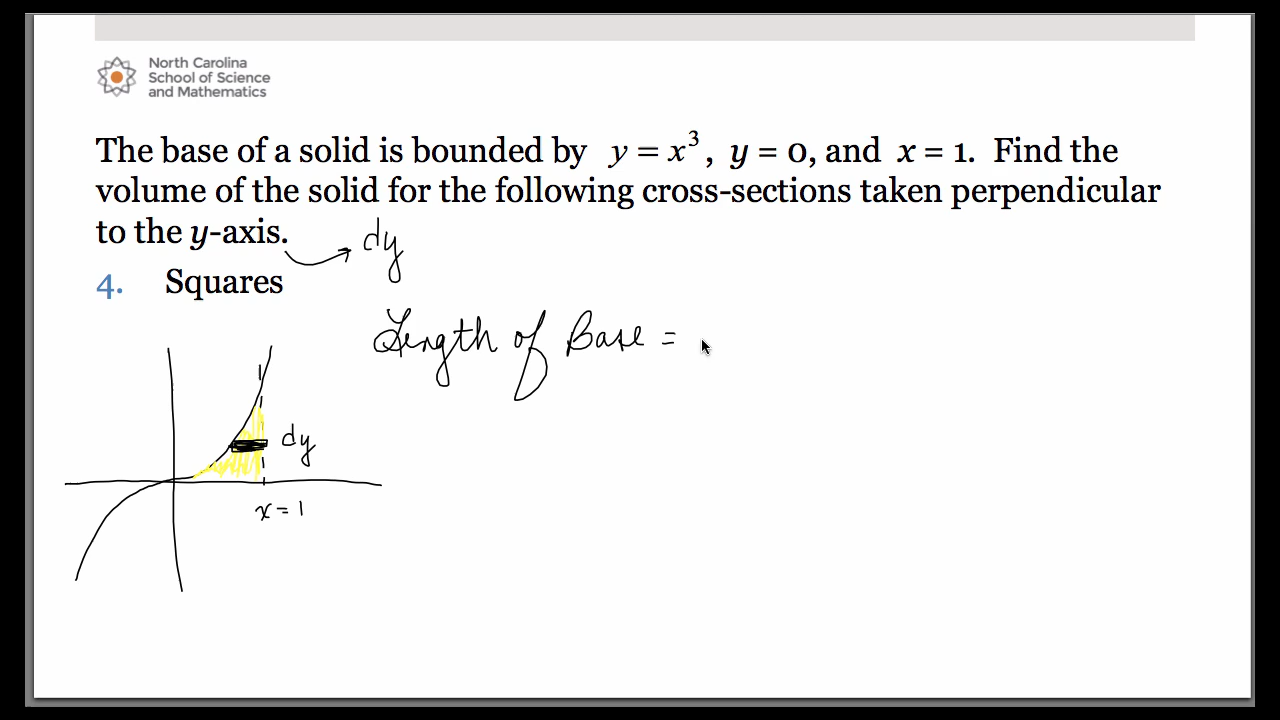 North Carolina
School of Science
and Mathematics
The base of a solid is bounded by y = x³, y = 0, and x = 1. Find the
volume of the solid for the following cross-sections taken perpendicular
to the y-axis.
dy
4. Squares
Length of Base =
dy
x = 1